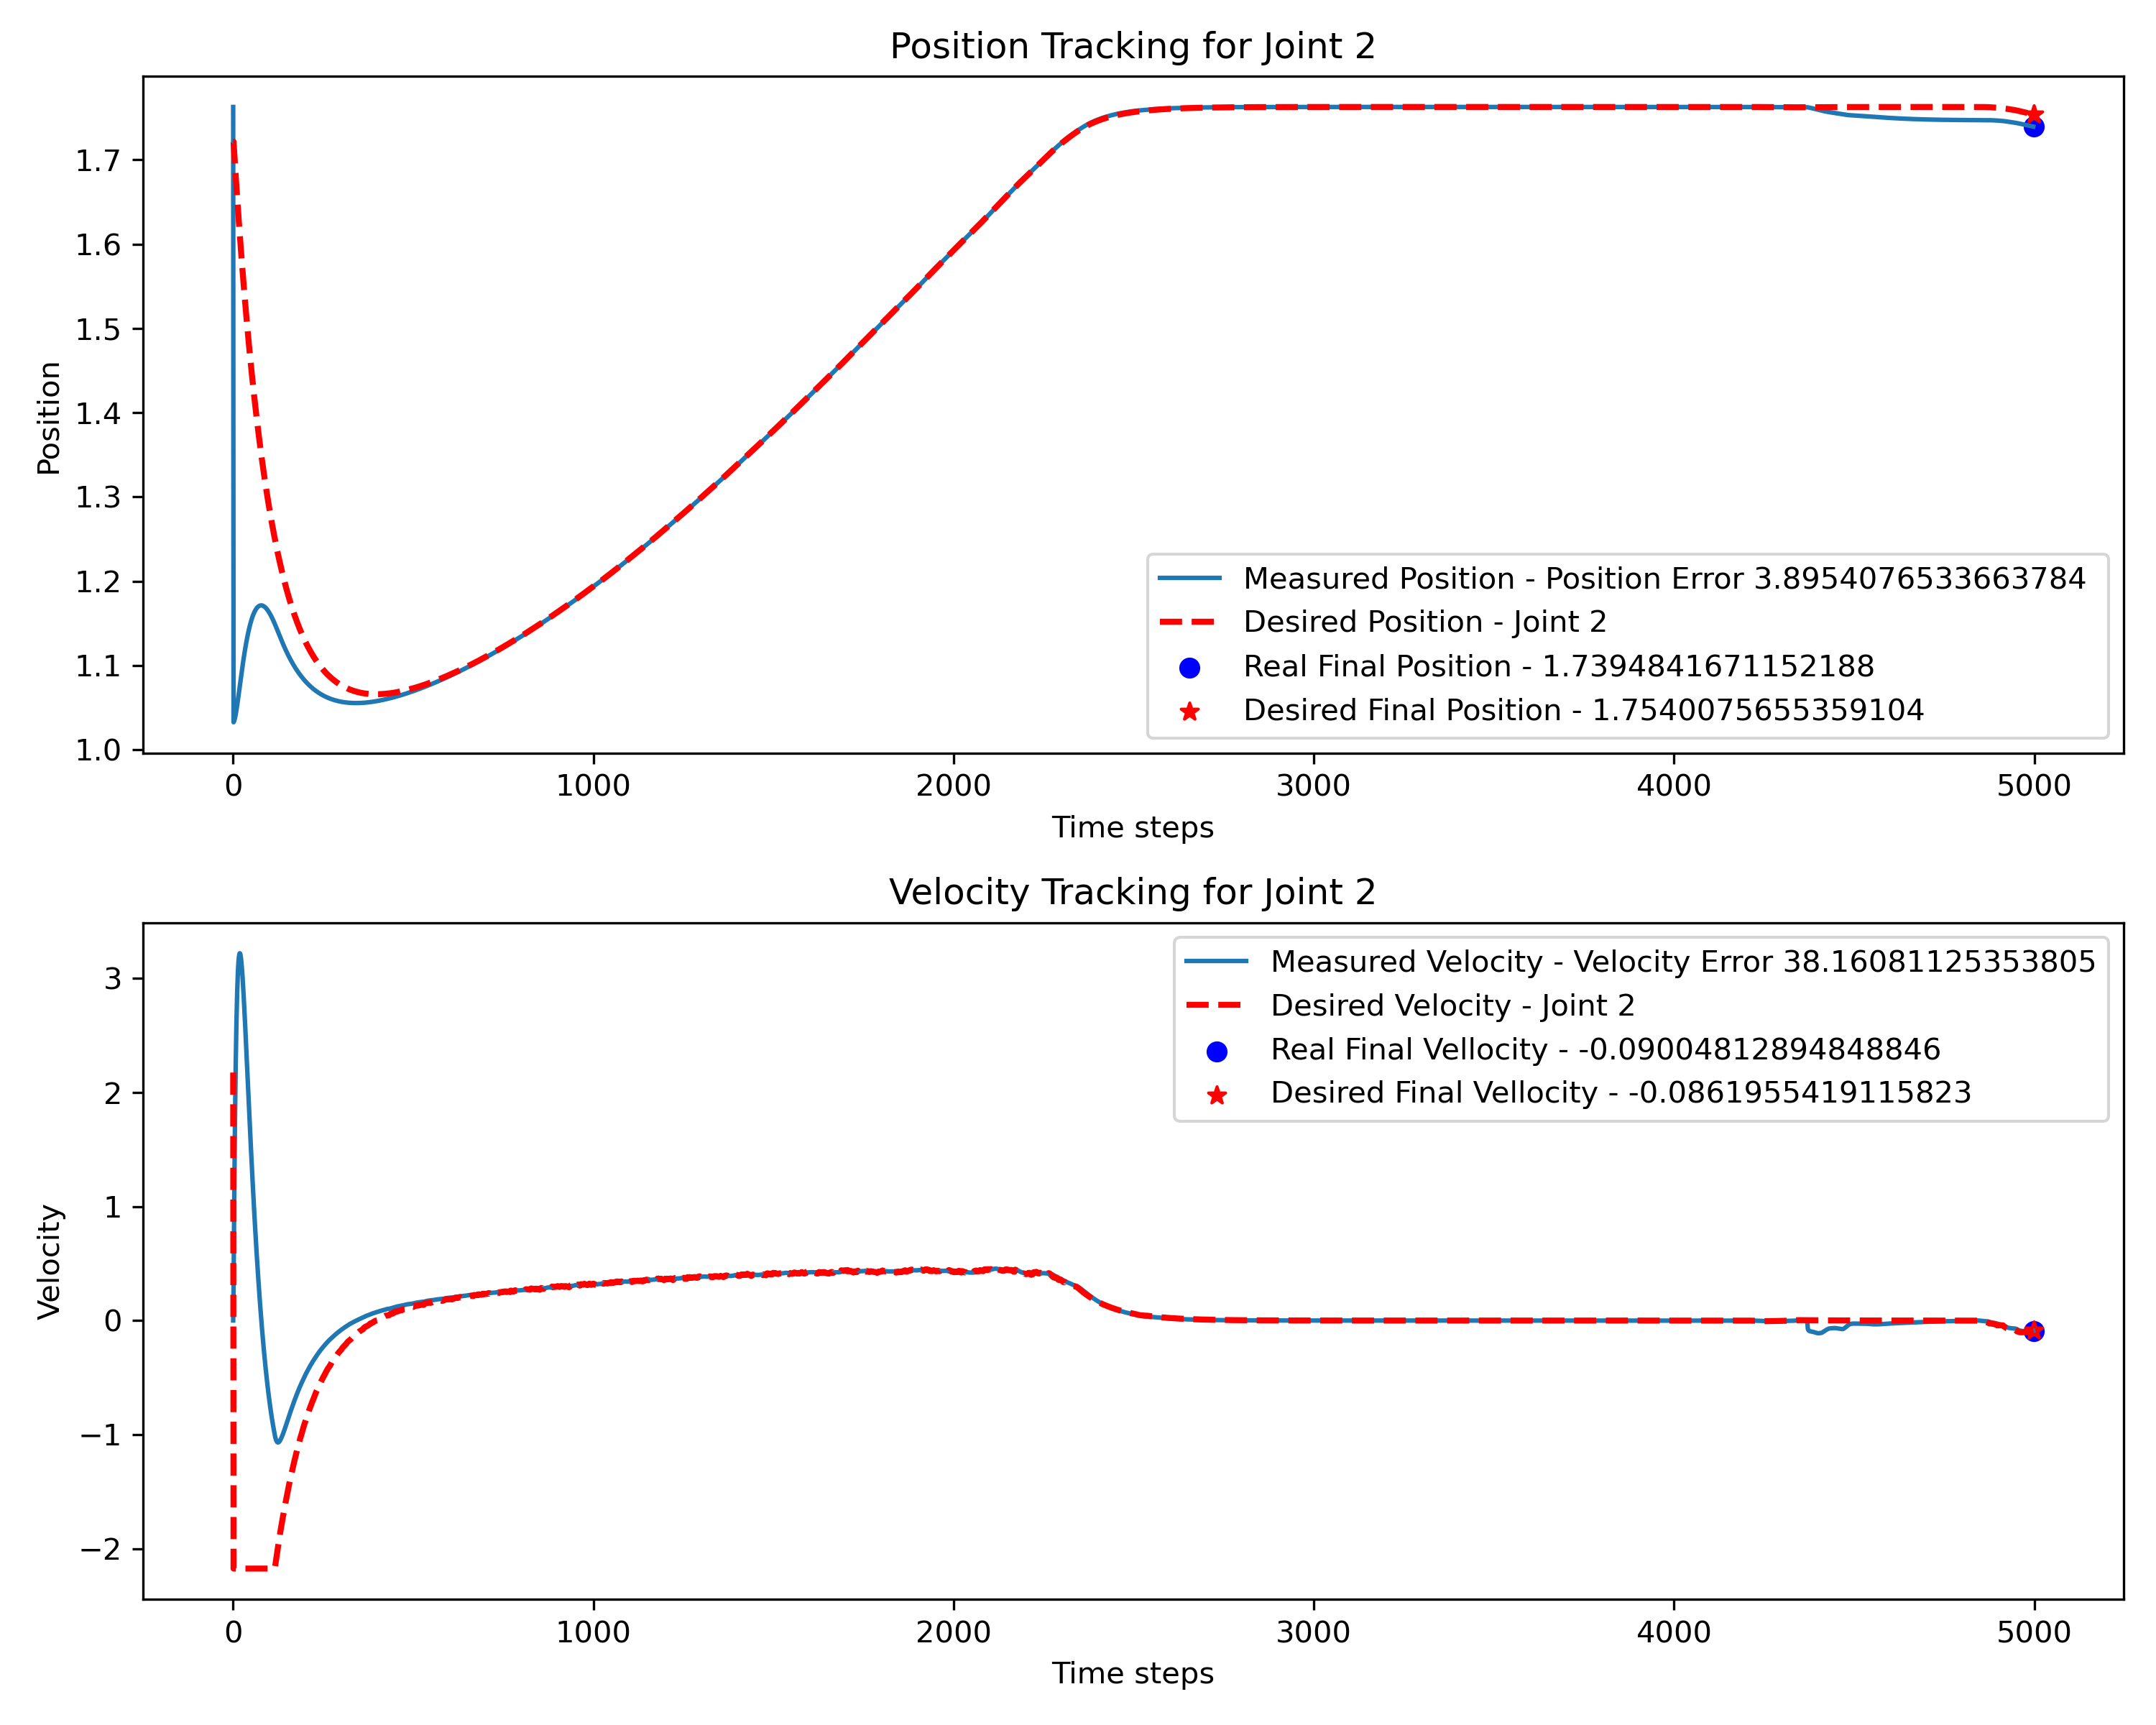 Position Tracking for Joint 2
Position
1.7
1.6
1.5
1.4
1.3
1.2
1.1
1.0
Measured Position - Position Error 3.8954076533663784
Desired Position - Joint 2
Real Final Position - 1.7394841671152188
Desired Final Position - 1.7540075655359104
0 1000 2000 3000 4000 5000
Time steps
Velocity Tracking for Joint 2
Velocity
3
2
1
0
−1
−2
Measured Velocity - Velocity Error 38.16081125353805
Desired Velocity - Joint 2
Real Final Vellocity - -0.09004812894848846
Desired Final Vellocity - -0.0861955419115823
0 1000 2000 3000 4000 5000
Time steps